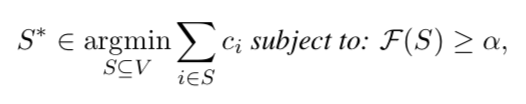 S* ∈ argmin_{S⊆V} ∑_{i∈S} c_i subject to: ℱ(S) ≥ α,